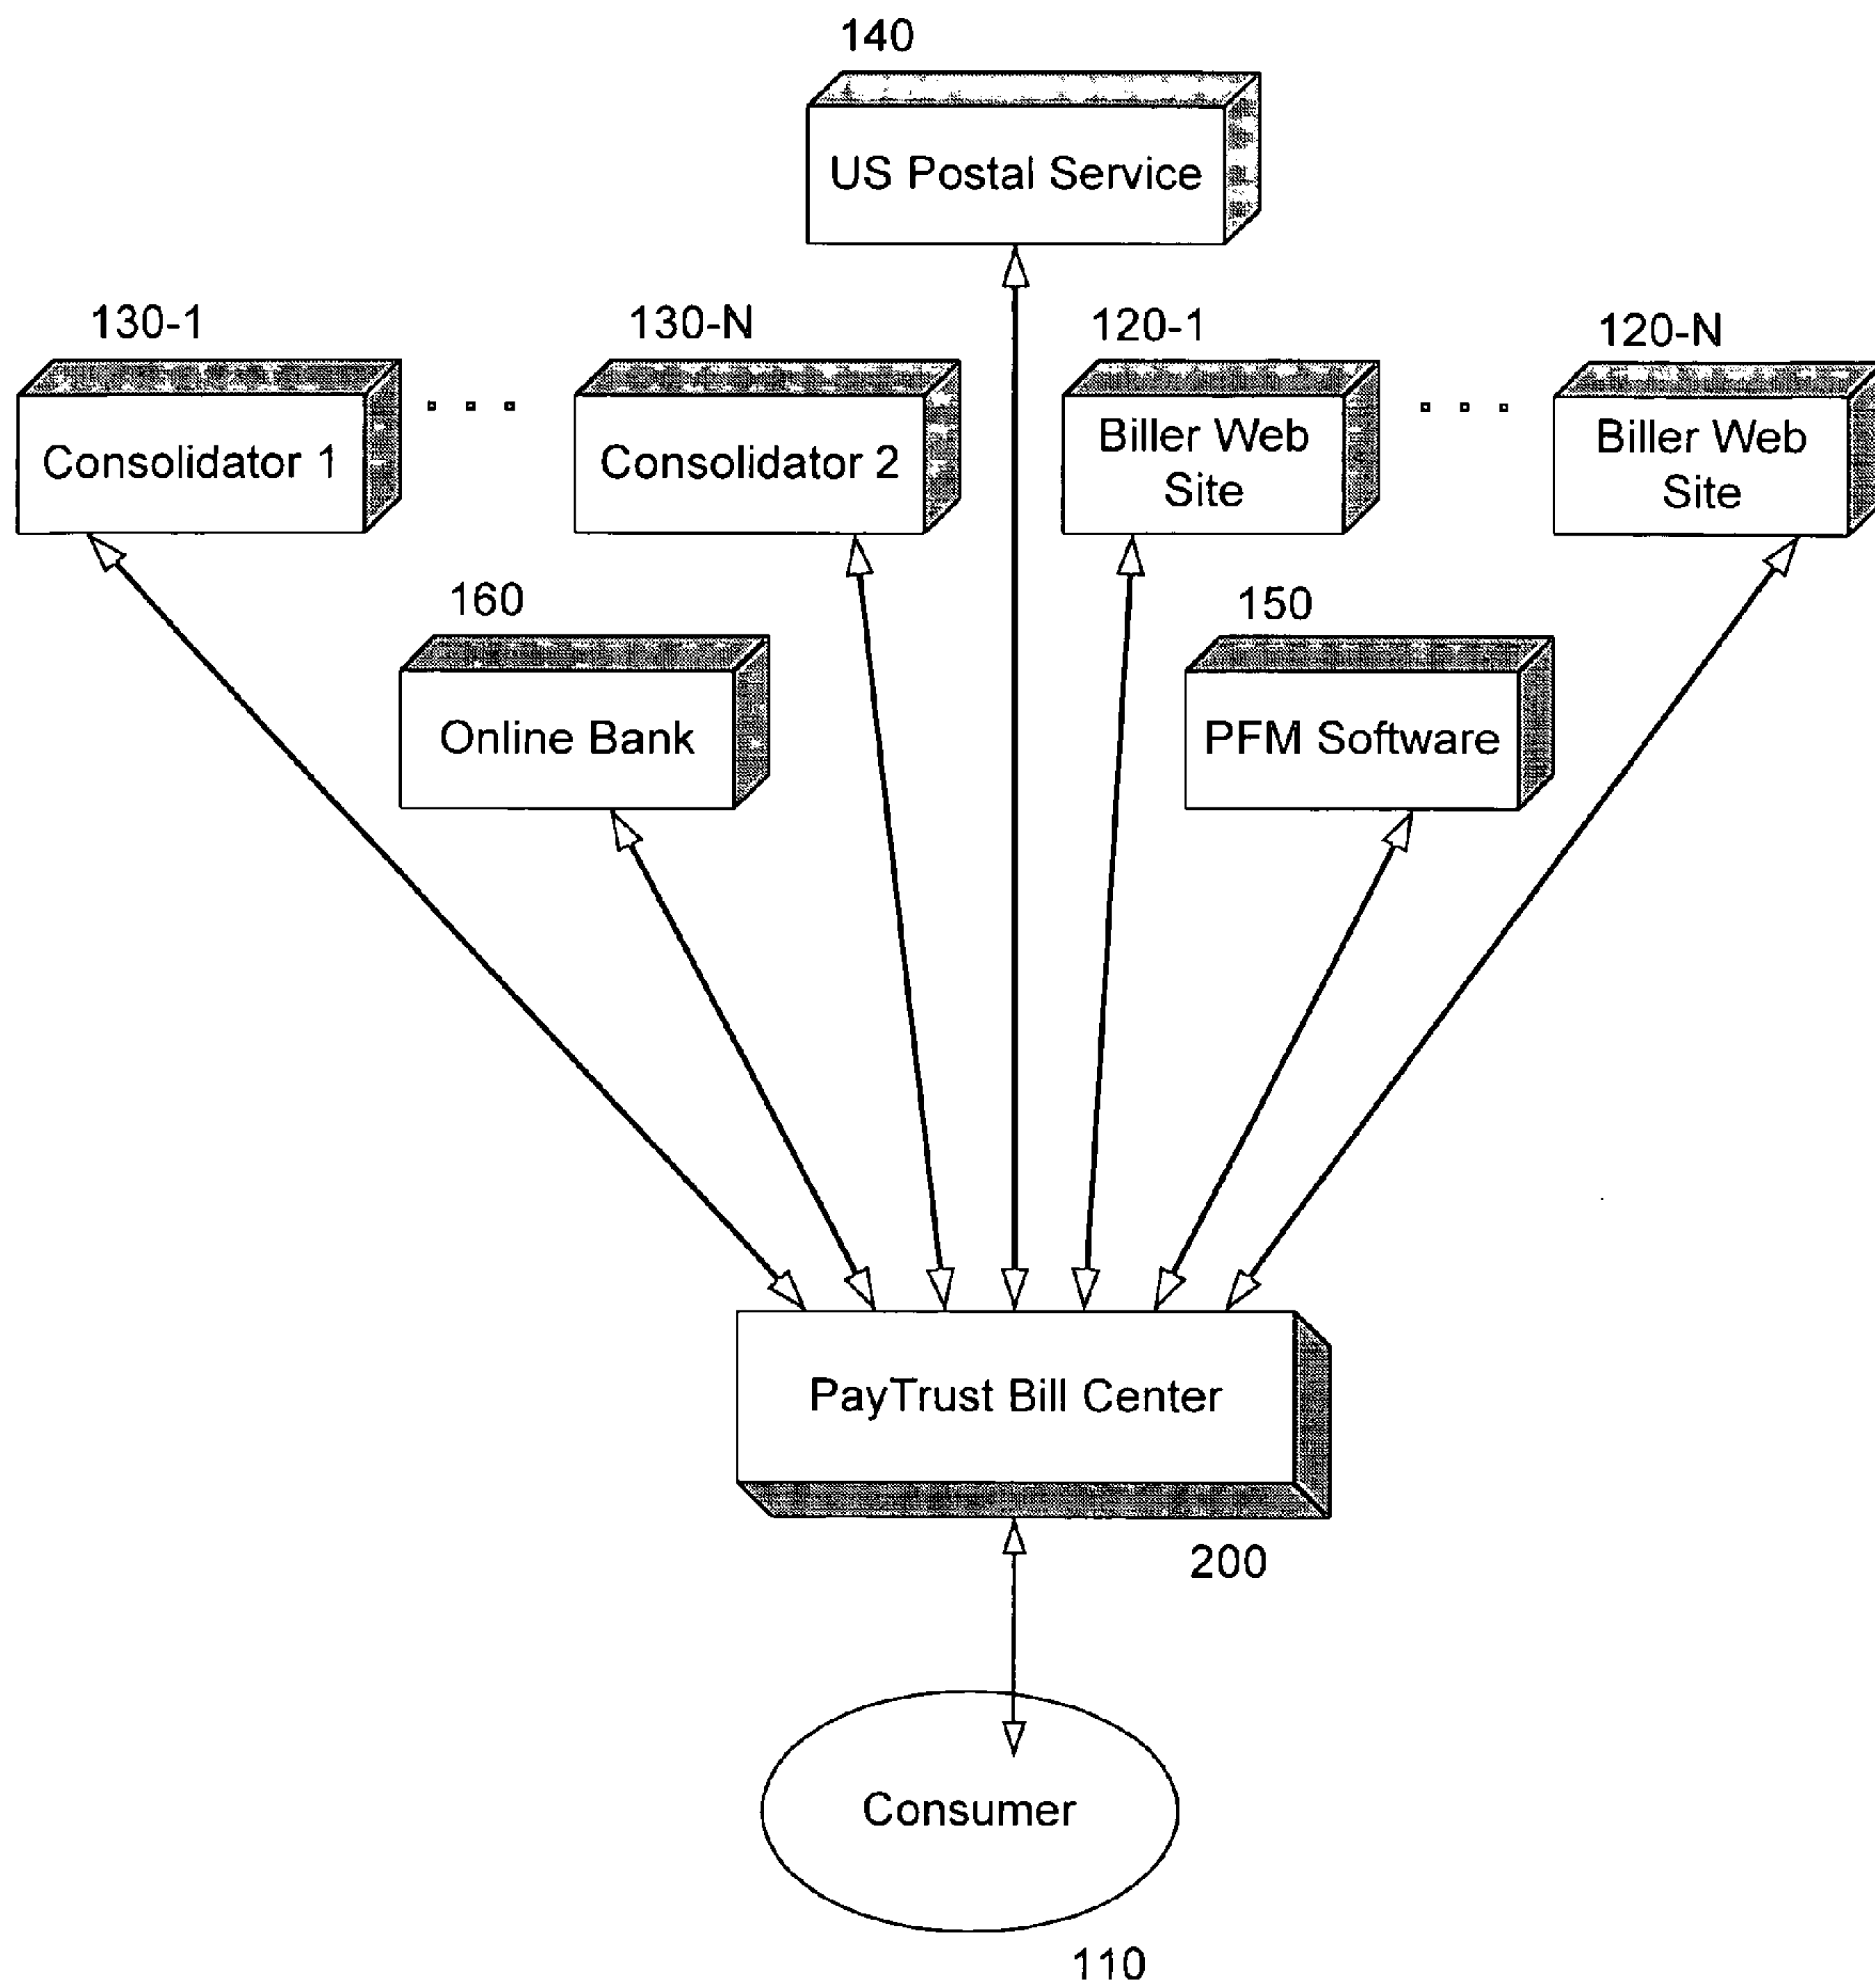 140
US Postal Service
130-1
130-N
120-1
120-N
Consolidator 1
Consolidator 2
Biller Web
Site
Biller Web
Site
160
150
Online Bank
PFM Software
PayTrust Bill Center
200
Consumer
110